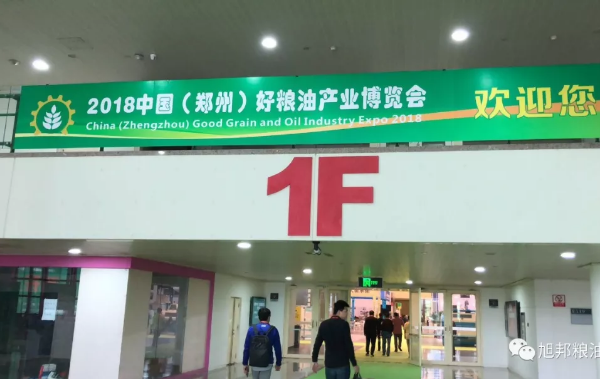 2018中国（郑州）好粮油产业博览会
China (Zhengzhou) Good Grain and Oil Industry Expo 2018
欢迎您
1F
旭邦粮油